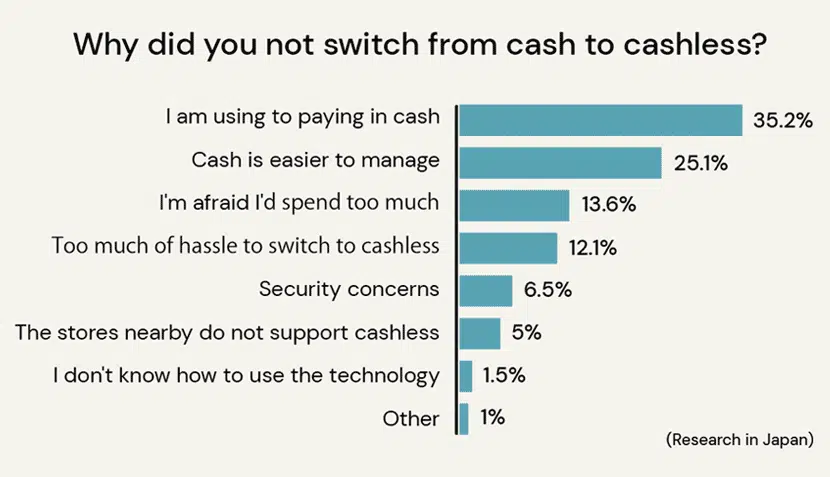 Why did you not switch from cash to cashless?
I am using to paying in cash 35.2%
Cash is easier to manage 25.1%
I'm afraid I'd spend too much 13.6%
Too much of hassle to switch to cashless 12.1%
Security concerns 6.5%
The stores nearby do not support cashless 5%
I don't know how to use the technology 1.5%
Other 1%
(Research in Japan)